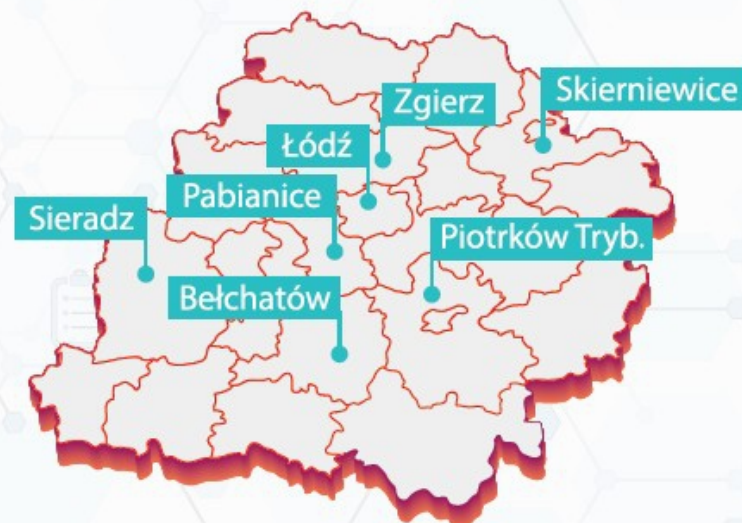 Skierniewice
Zgierz
Łódź
Pabianice
Sieradz
Piotrków Tryb.
Bełchatów